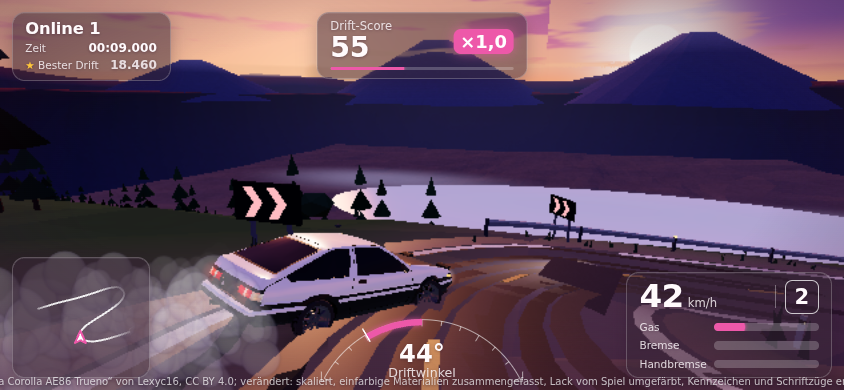 Online 1
Zeit 00:09.000
★ Bester Drift 18.460
Drift-Score
55 ×1,0
42 km/h 2
Gas
Bremse
Handbremse
44°
Driftwinkel
a Corolla AE86 Trueno“ von Lexyc16, CC BY 4.0; verändert: skaliert, einfarbige Materialien zusammengefasst, Lack vom Spiel umgefärbt, Kennzeichen und Schriftzüge